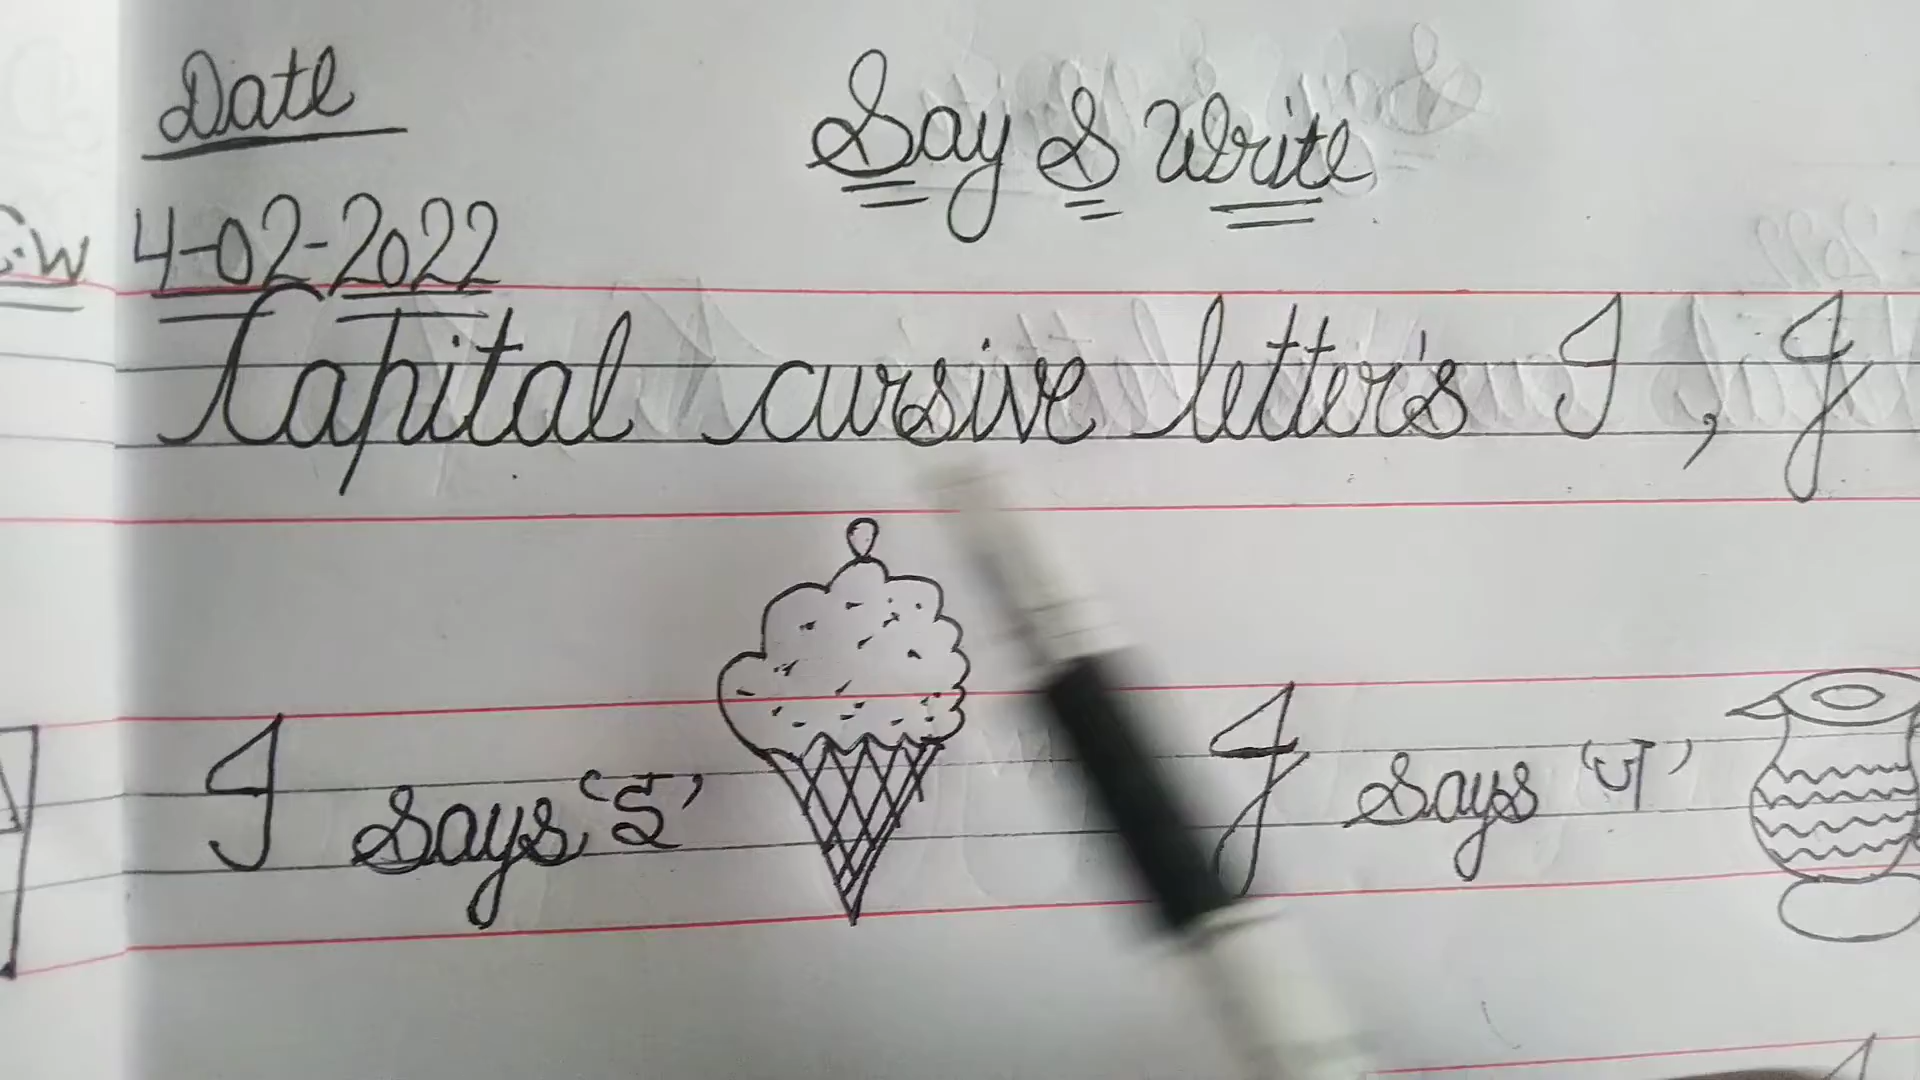 Date
Say & Write
C.W 4-02-2022
Capital cursive letter's I, J
I says 'इ' J says 'ज'